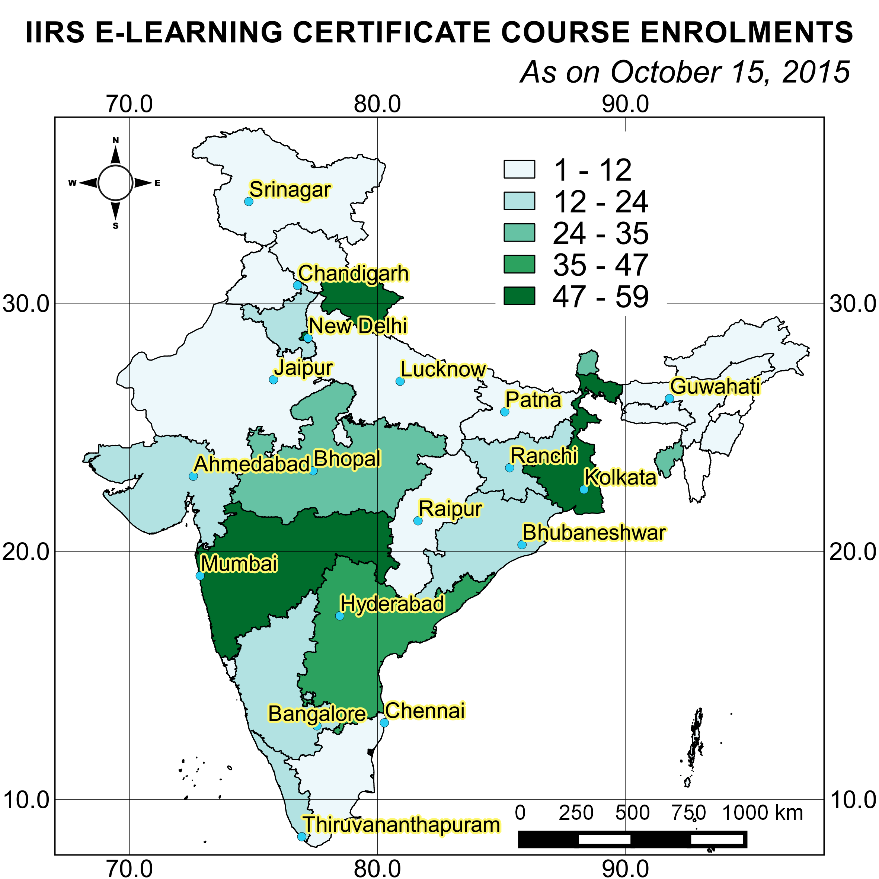 IIRS E-LEARNING CERTIFICATE COURSE ENROLMENTS
As on October 15, 2015
70.0 80.0 90.0
N
W E
S
1 - 12
12 - 24
24 - 35
35 - 47
47 - 59
Srinagar
Chandigarh
30.0 30.0
New Delhi
Jaipur
Lucknow
Guwahati
Patna
Ahmedabad
Bhopal
Ranchi
Kolkata
Raipur
Bhubaneshwar
20.0 20.0
Mumbai
Hyderabad
Bangalore
Chennai
10.0 10.0
0 250 500 750 1000 km
Thiruvananthapuram
70.0 80.0 90.0